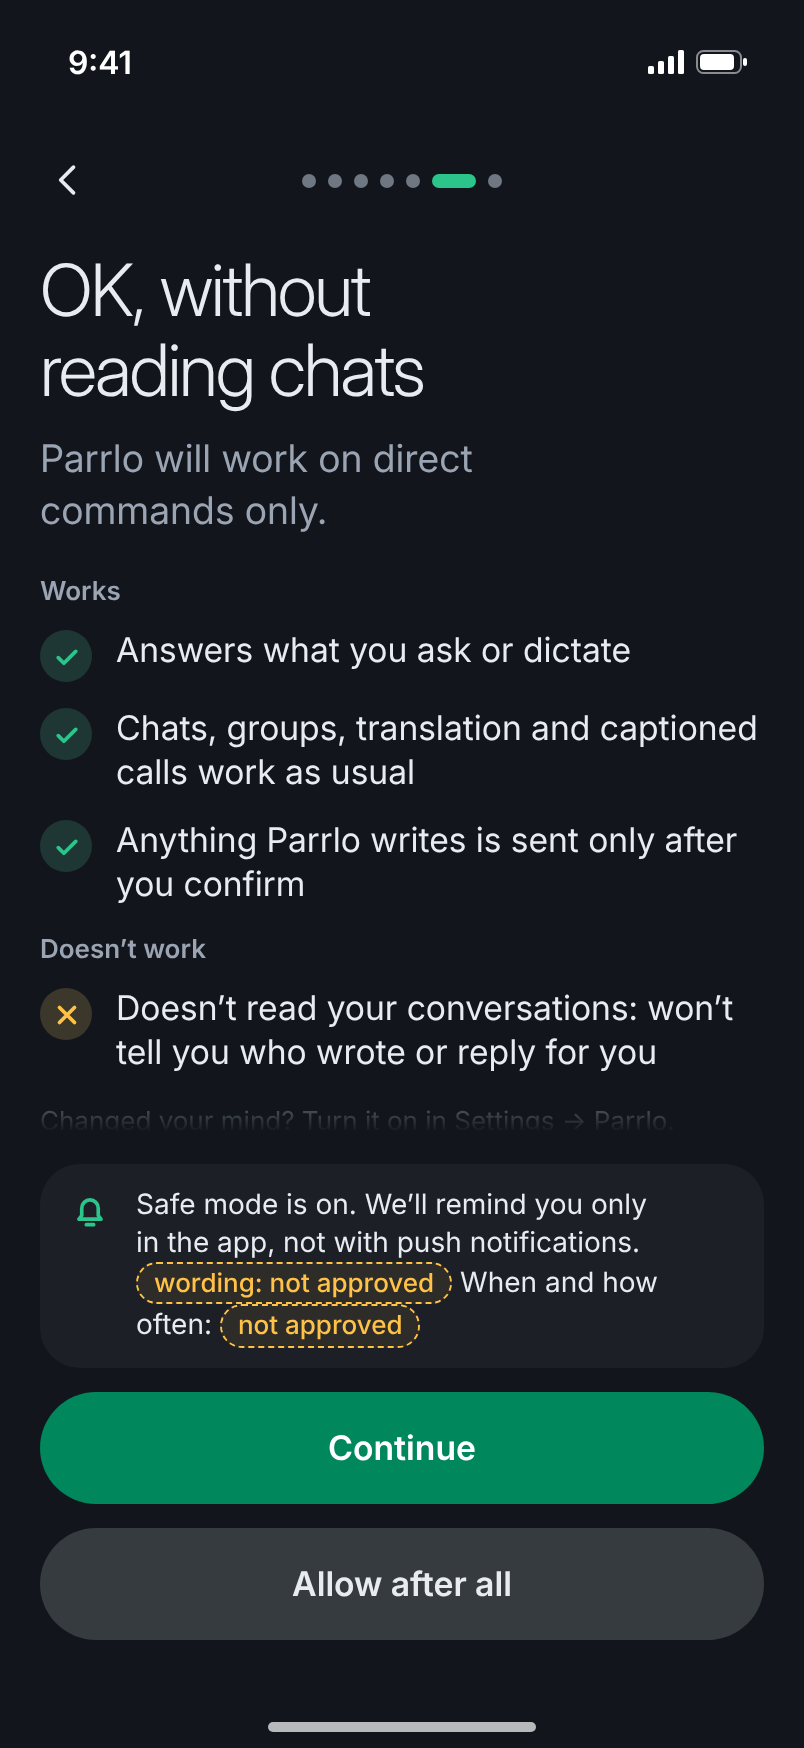 9:41
OK, without
reading chats
Parrlo will work on direct
commands only.
Works
Answers what you ask or dictate
Chats, groups, translation and captioned
calls work as usual
Anything Parrlo writes is sent only after
you confirm
Doesn’t work
Doesn’t read your conversations: won’t
tell you who wrote or reply for you
Changed your mind? Turn it on in Settings → Parrlo.
Safe mode is on. We’ll remind you only
in the app, not with push notifications.
wording: not approved When and how
often: not approved
Continue
Allow after all